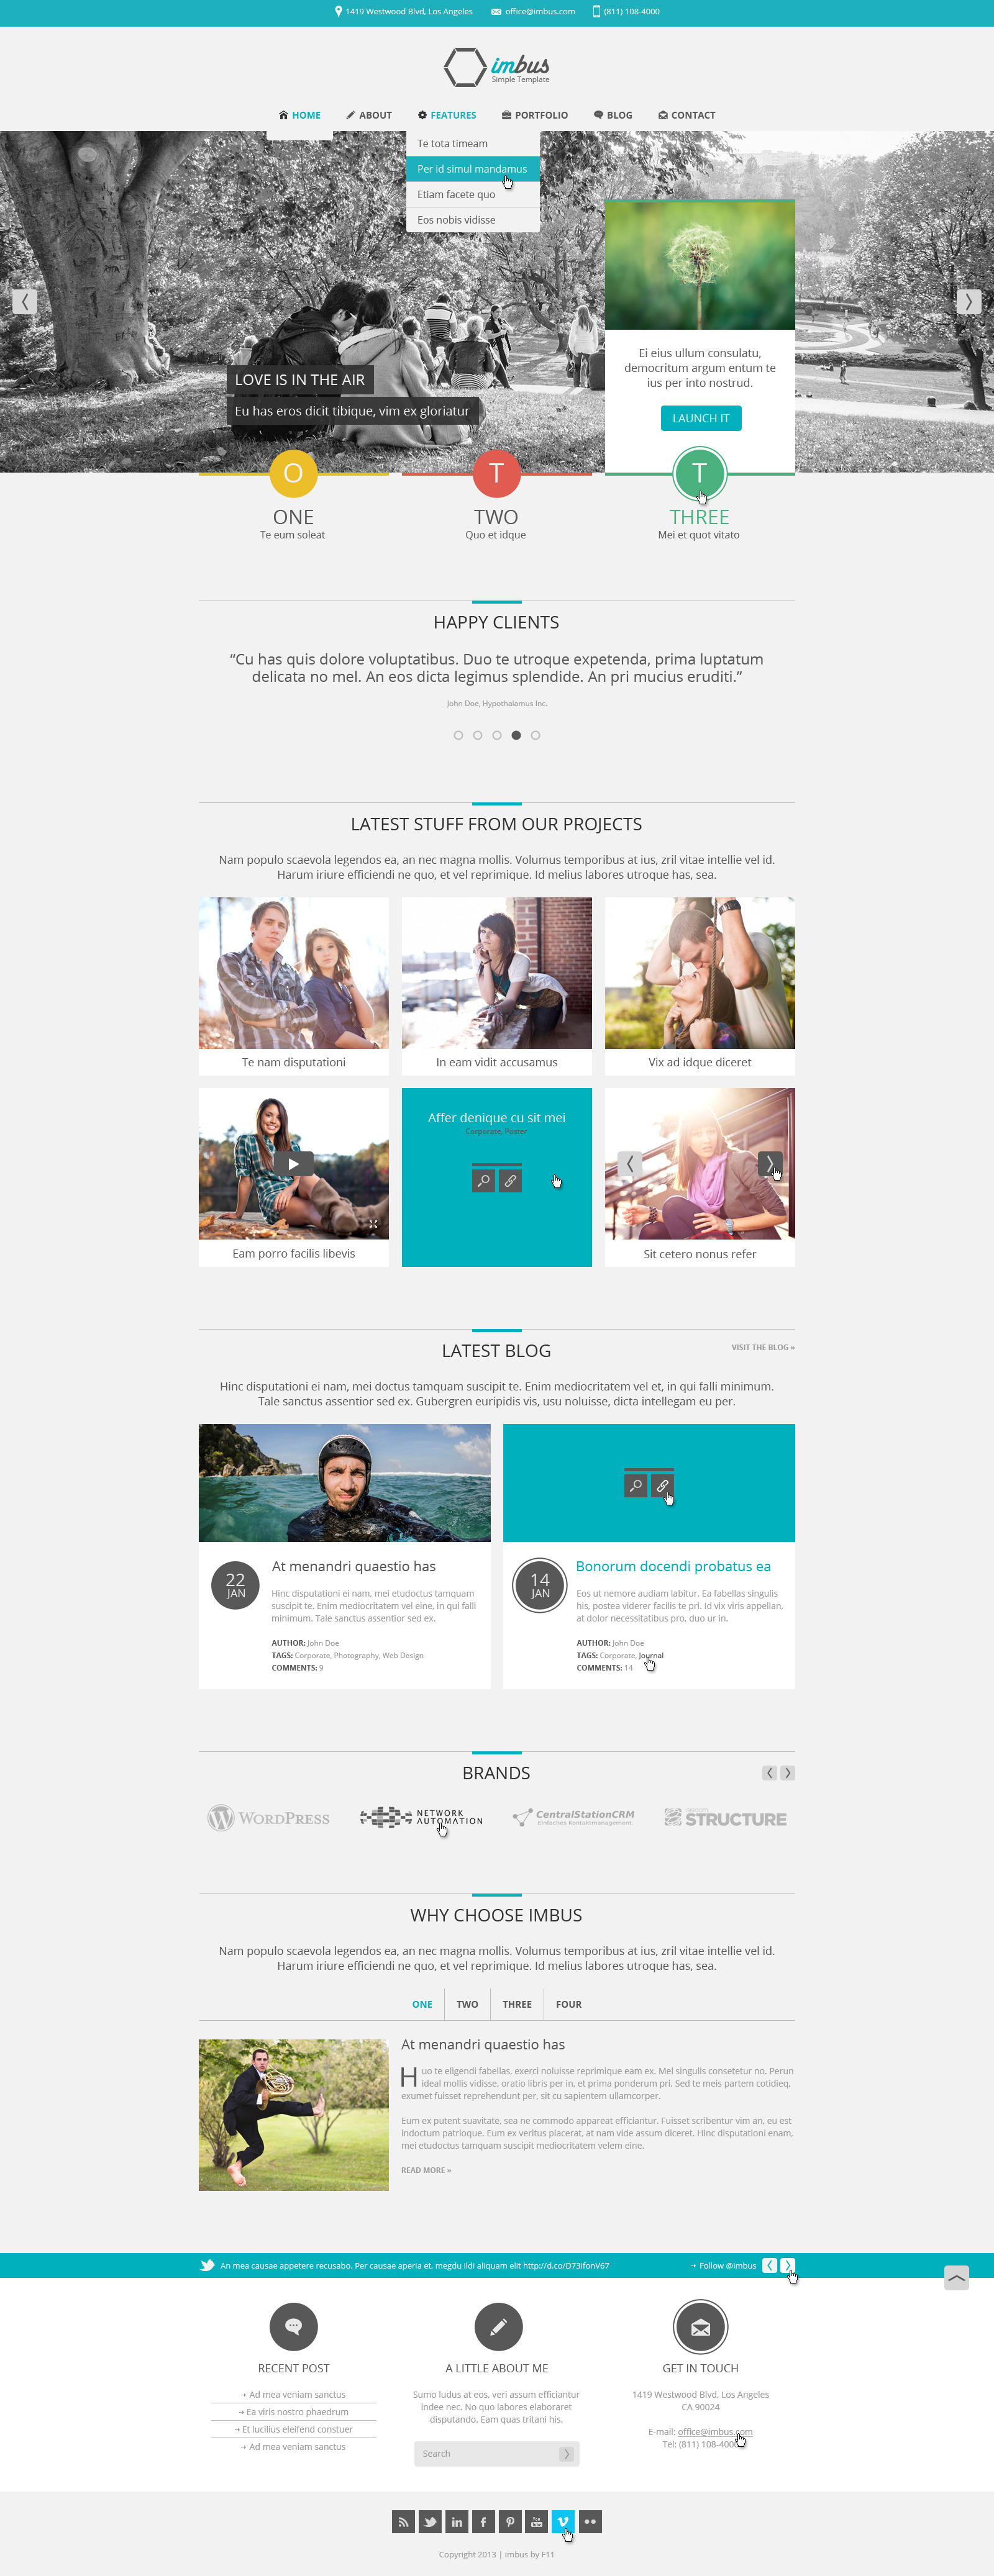 1419 Westwood Blvd, Los Angeles office@imbus.com (811) 108-4000
imbus
Simple Template
HOME ABOUT FEATURES PORTFOLIO BLOG CONTACT
Te tota timeam
Per id simul mandamus
Etiam facete quo
Eos nobis vidisse
Ei eius ullum consulatu,
democritum argum entum te
ius per into nostrud.
LAUNCH IT
LOVE IS IN THE AIR
Eu has eros dicit tibique, vim ex gloriatur
O T T
ONE TWO THREE
Te eum soleat Quo et idque Mei et quot vitato
HAPPY CLIENTS
“Cu has quis dolore voluptatibus. Duo te utroque expetenda, prima luptatum
delicata no mel. An eos dicta legimus splendide. An pri mucius eruditi.”
John Doe, Hypothalamus Inc.
LATEST STUFF FROM OUR PROJECTS
Nam populo scaevola legendos ea, an nec magna mollis. Volumus temporibus at ius, zril vitae intellie vel id.
Harum iriure efficiendi ne quo, et vel reprimique. Id melius labores utroque has, sea.
Te nam disputationi In eam vidit accusamus Vix ad idque diceret
Affer denique cu sit mei
Corporate, Poster
Eam porro facilis libevis Sit cetero nonus refer
LATEST BLOG
VISIT THE BLOG »
Hinc disputationi ei nam, mei doctus tamquam suscipit te. Enim mediocritatem vel et, in qui falli minimum.
Tale sanctus assentior sed ex. Gubergren euripidis vis, usu noluisse, dicta intellegam eu per.
22
JAN
At menandri quaestio has
Hinc disputationi ei nam, mei etudoctus tamquam
suscipit te. Enim mediocritatem vel eine, in qui falli
minimum. Tale sanctus assentior sed ex.
AUTHOR: John Doe
TAGS: Corporate, Photography, Web Design
COMMENTS: 9
14
JAN
Bonorum docendi probatus ea
Eos ut nemore audiam labitur. Ea fabellas singulis
his, postea viderer facilis te pri. Id vix viris appellan,
at dolor necessitatibus pro, duo ur in.
AUTHOR: John Doe
TAGS: Corporate, Journal
COMMENTS: 14
BRANDS
WORDPRESS
NETWORK
AUTOMATION
CentralStationCRM
Einfaches Kontaktmanagement.
STRUCTURE
WHY CHOOSE IMBUS
Nam populo scaevola legendos ea, an nec magna mollis. Volumus temporibus at ius, zril vitae intellie vel id.
Harum iriure efficiendi ne quo, et vel reprimique. Id melius labores utroque has, sea.
ONE TWO THREE FOUR
At menandri quaestio has
Huo te eligendi fabellas, exerci noluisse reprimique eam ex. Mel singulis consetetur no. Perun
ideal mollis vidisse, oratio libris per in, et prima ponderum pri. Sed te meis partem cotidieq,
exumet fuisset reprehendunt per, sit cu sapientem ullamcorper.
Eum ex putent suavitate, sea ne commodo appareat efficiantur. Fuisset scribentur vim an, eu est
indoctum patrioque. Eum ex veritus placerat, at nam vide assum diceret. Hinc disputationi enam,
mei etudoctus tamquam suscipit mediocritatem velem eine.
READ MORE »
An mea causae appetere recusabo. Per causae aperia et, megdu ildi aliquam elit http://d.co/D73ifonV67
Follow @imbus
RECENT POST
Ad mea veniam sanctus
Ea viris nostro phaedrum
Et lucilius eleifend constuer
Ad mea veniam sanctus
A LITTLE ABOUT ME
Sumo ludus at eos, veri assum efficiantur
indee nec. No quo labores elaboraret
disputando. Eam quas tritani his.
Search
GET IN TOUCH
1419 Westwood Blvd, Los Angeles
CA 90024
E-mail: office@imbus.com
Tel: (811) 108-4000
Copyright 2013 | imbus by F11